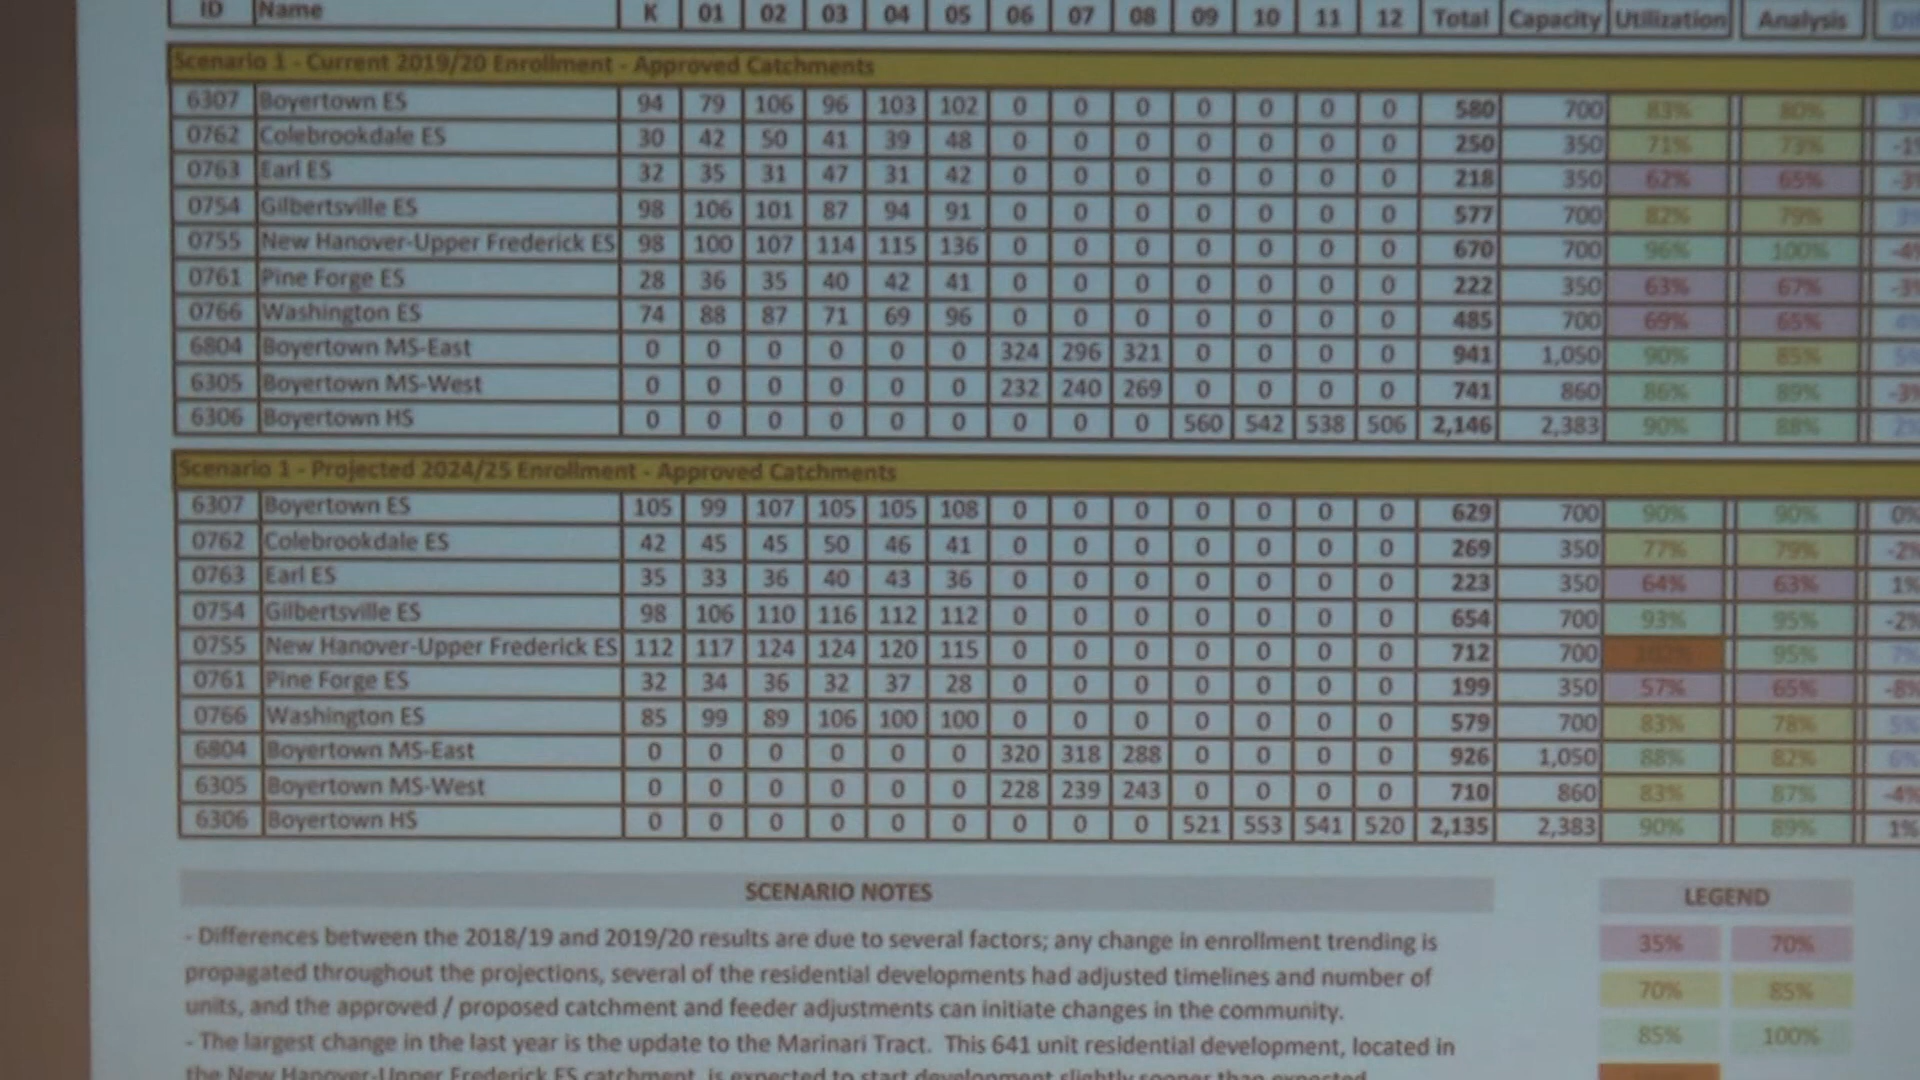 ID Name K 01 02 03 04 05 06 07 08 09 10 11 12 Total Capacity Utilization Analysis
Scenario 1 - Current 2019/20 Enrollment - Approved Catchments
6307 Boyertown ES 94 79 106 96 103 102 0 0 0 0 0 0 0 580 700 83% 80%
0762 Colebrookdale ES 30 42 50 41 39 48 0 0 0 0 0 0 0 250 350 71% 73% -1%
0763 Earl ES 32 35 31 47 31 42 0 0 0 0 0 0 0 218 350 62% 65% -3%
0754 Gilbertsville ES 98 106 101 87 94 91 0 0 0 0 0 0 0 577 700 82% 79%
0755 New Hanover-Upper Frederick ES 98 100 107 114 115 136 0 0 0 0 0 0 0 670 700 96% 100% -4%
0761 Pine Forge ES 28 36 35 40 42 41 0 0 0 0 0 0 0 222 350 63% 67% -3%
0766 Washington ES 74 88 87 71 69 96 0 0 0 0 0 0 0 485 700 69% 65% 4%
6804 Boyertown MS-East 0 0 0 0 0 0 324 296 321 0 0 0 0 941 1,050 90% 85% 5%
6305 Boyertown MS-West 0 0 0 0 0 0 232 240 269 0 0 0 0 741 860 86% 89% -3%
6306 Boyertown HS 0 0 0 0 0 0 0 0 0 560 542 538 506 2,146 2,383 90% 88% 2%
Scenario 1 - Projected 2024/25 Enrollment - Approved Catchments
6307 Boyertown ES 105 99 107 105 105 108 0 0 0 0 0 0 0 629 700 90% 90% 0%
0762 Colebrookdale ES 42 45 45 50 46 41 0 0 0 0 0 0 0 269 350 77% 79% -2%
0763 Earl ES 35 33 36 40 43 36 0 0 0 0 0 0 0 223 350 64% 63% 1%
0754 Gilbertsville ES 98 106 110 116 112 112 0 0 0 0 0 0 0 654 700 93% 95% -2%
0755 New Hanover-Upper Frederick ES 112 117 124 124 120 115 0 0 0 0 0 0 0 712 700 95% 7%
0761 Pine Forge ES 32 34 36 32 37 28 0 0 0 0 0 0 0 199 350 57% 65% -8%
0766 Washington ES 85 99 89 106 100 100 0 0 0 0 0 0 0 579 700 83% 78% 5%
6804 Boyertown MS-East 0 0 0 0 0 0 320 318 288 0 0 0 0 926 1,050 88% 82% 6%
6305 Boyertown MS-West 0 0 0 0 0 0 228 239 243 0 0 0 0 710 860 83% 87% -4%
6306 Boyertown HS 0 0 0 0 0 0 0 0 0 521 553 541 520 2,135 2,383 90% 89% 1%
SCENARIO NOTES
- Differences between the 2018/19 and 2019/20 results are due to several factors; any change in enrollment trending is
propagated throughout the projections, several of the residential developments had adjusted timelines and number of
units, and the approved / proposed catchment and feeder adjustments can initiate changes in the community.
- The largest change in the last year is the update to the Marinari Tract. This 641 unit residential development, located in
the New Hanover-Upper Frederick ES catchment, is expected to start development slightly sooner than expected.
LEGEND
35% 70%
70% 85%
85% 100%